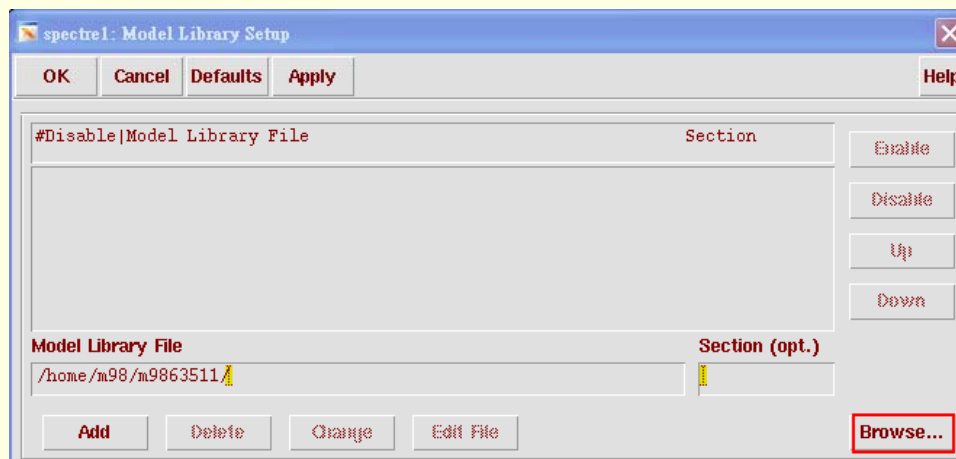 spectre1: Model Library Setup
OK Cancel Defaults Apply Help
#Disable|Model Library File Section
Enable
Disable
Up
Down
Model Library File Section (opt.)
/home/m98/m9863511/
Add Delete Change Edit File Browse...